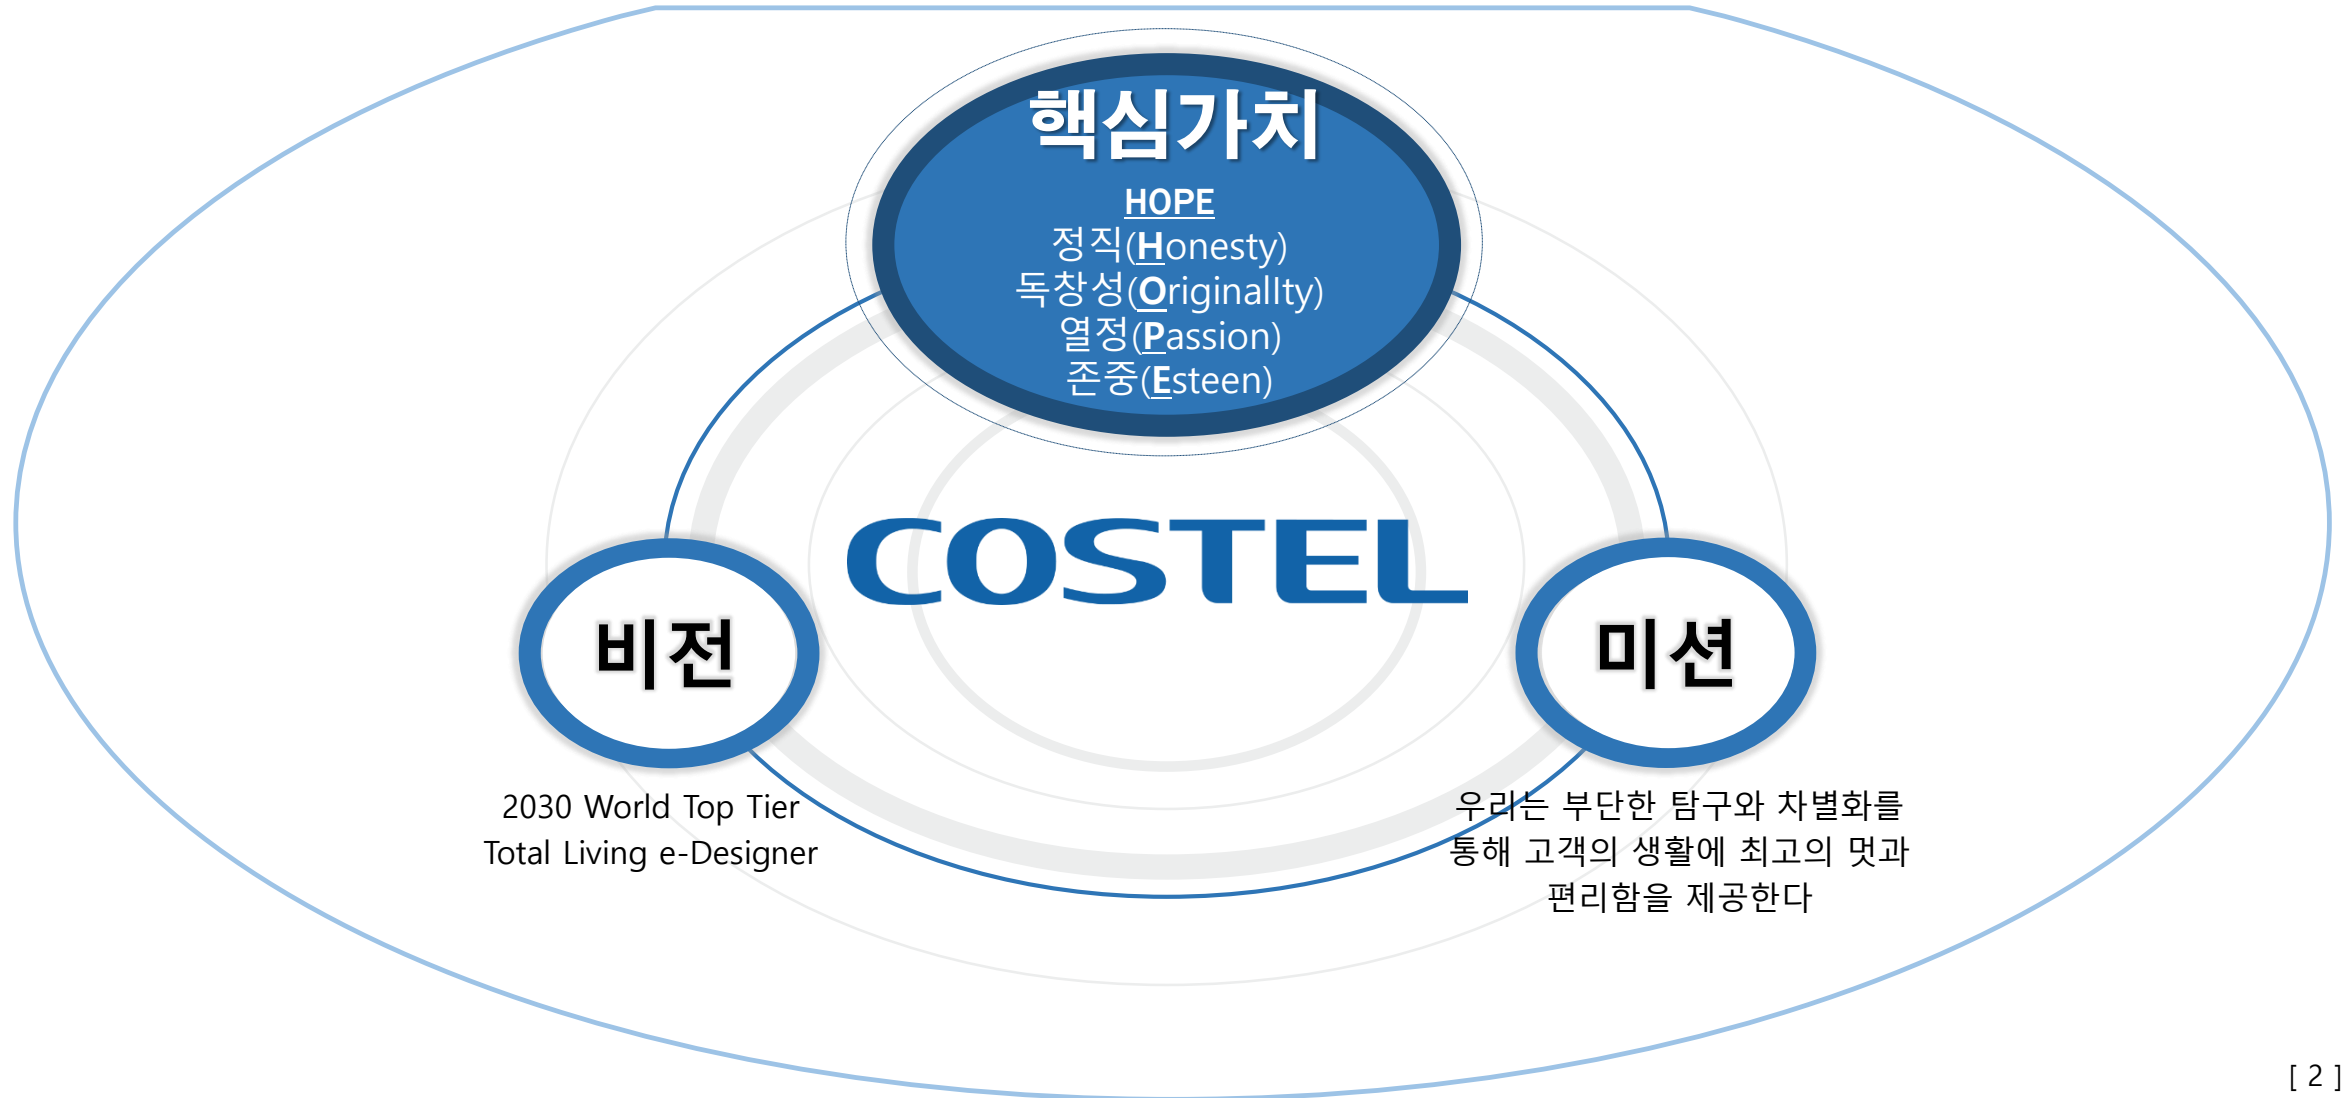 핵심가치
HOPE
정직(Honesty)
독창성(OriginalIty)
열정(Passion)
존중(Esteen)
COSTEL
비전
2030 World Top Tier
Total Living e-Designer
미션
우리는 부단한 탐구와 차별화를
통해 고객의 생활에 최고의 멋과
편리함을 제공한다
[ 2 ]